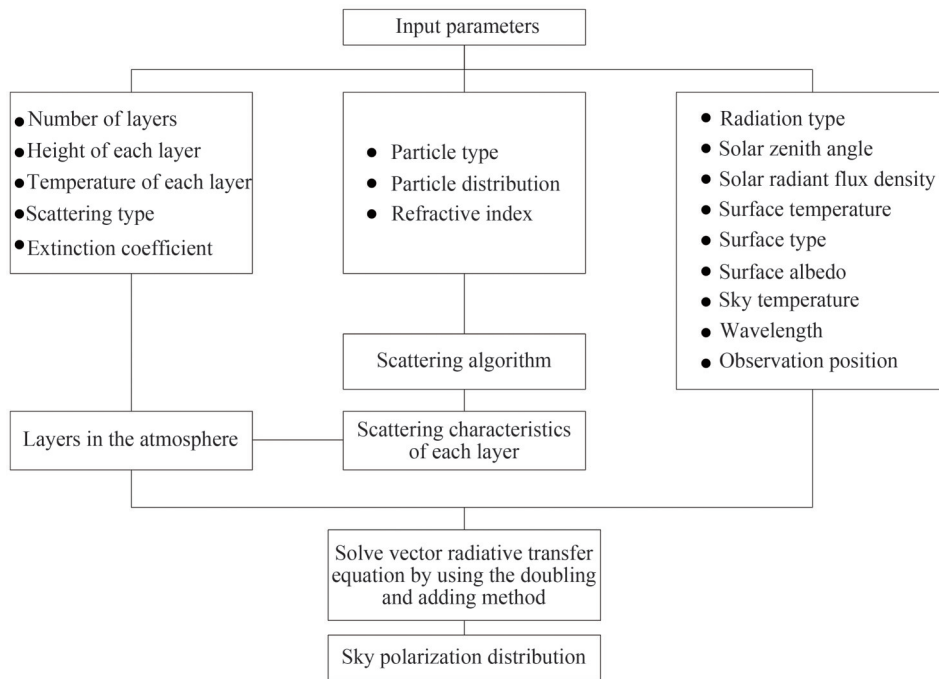 Input parameters
● Number of layers
● Height of each layer
● Temperature of each layer
● Scattering type
● Extinction coefficient
● Particle type
● Particle distribution
● Refractive index
● Radiation type
● Solar zenith angle
● Solar radiant flux density
● Surface temperature
● Surface type
● Surface albedo
● Sky temperature
● Wavelength
● Observation position
Scattering algorithm
Layers in the atmosphere
Scattering characteristics
of each layer
Solve vector radiative transfer
equation by using the doubling
and adding method
Sky polarization distribution